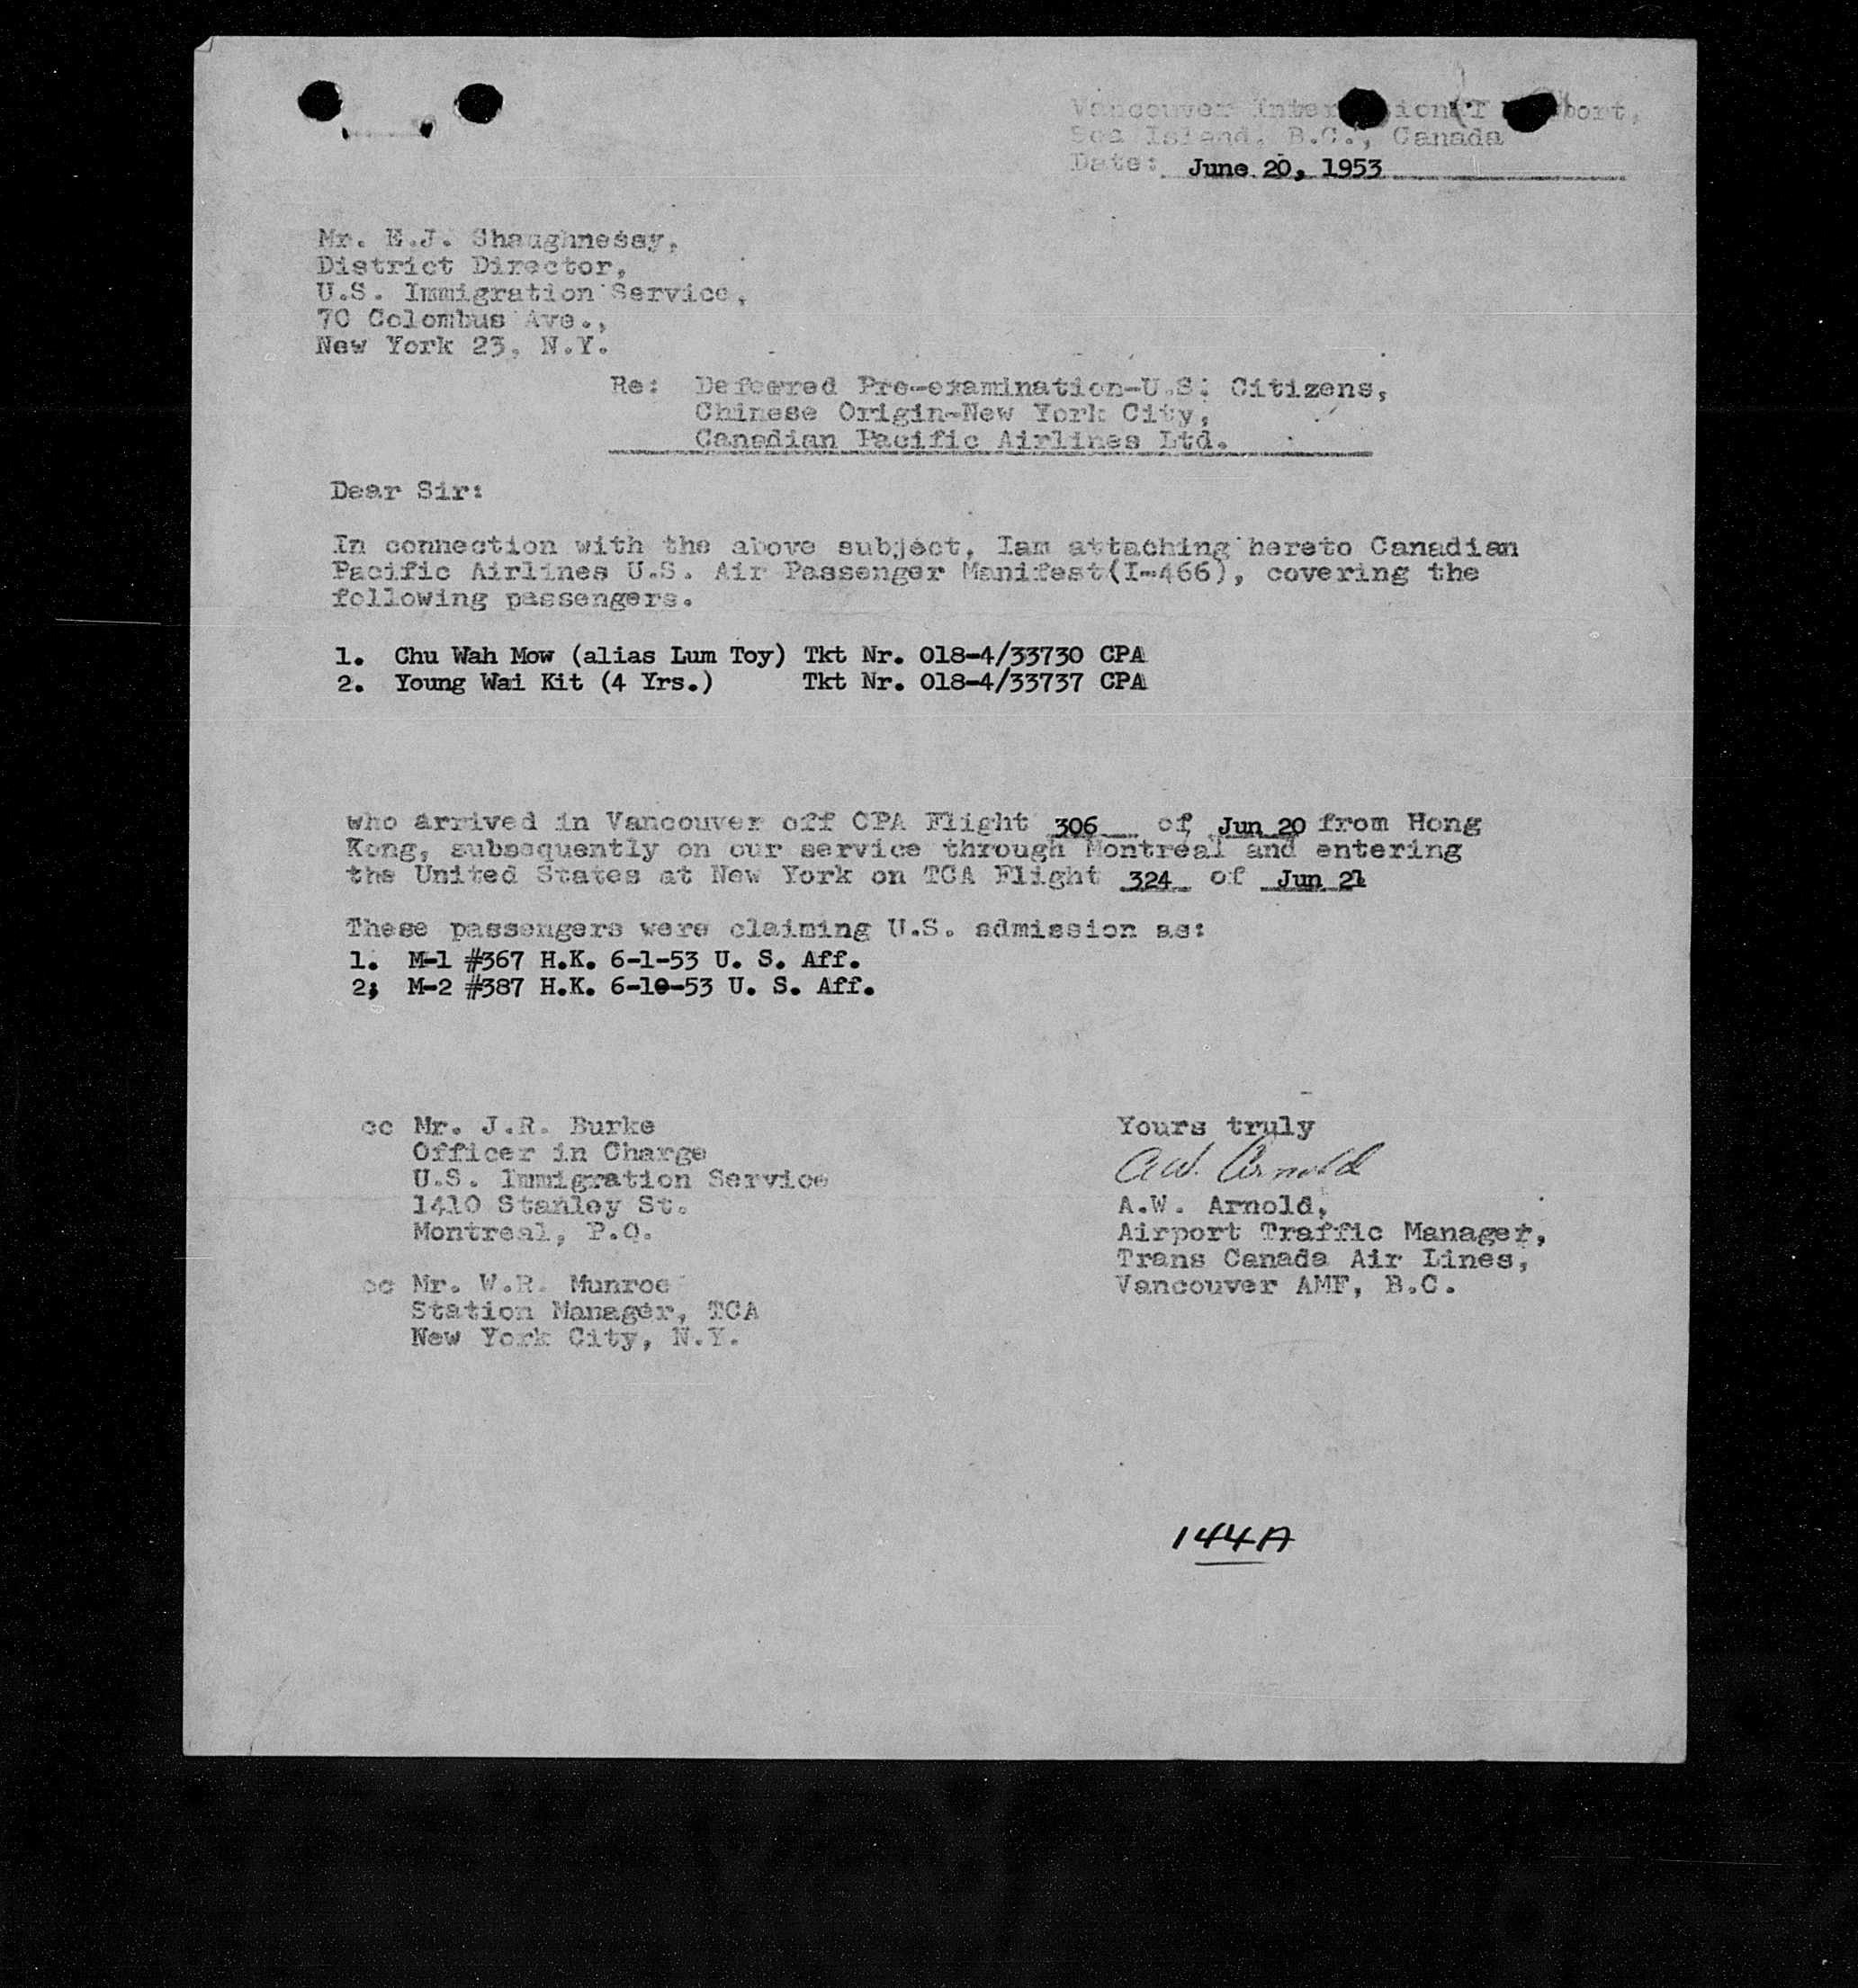 Vancouver International Airport,
Sea Island, B.C., Canada
Date: June 20, 1953
Mr. E.J. Shaughnessy,
District Director,
U.S. Immigration Service,
70 Colombus Ave.,
New York 23, N.Y.
Re: Deferred Pre-examination-U.S. Citizens,
Chinese Origin-New York City,
Canadian Pacific Airlines Ltd.
Dear Sir:
In connection with the above subject, Iam attaching hereto Canadian
Pacific Airlines U.S. Air Passenger Manifest(I-466), covering the
following passengers.
1. Chu Wah Mow (alias Lum Toy) Tkt Nr. 018-4/33730 CPA
2. Young Wai Kit (4 Yrs.) Tkt Nr. 018-4/33737 CPA
who arrived in Vancouver off CPA Flight 306 of Jun 20 from Hong
Kong, subsequently on our service through Montreal and entering
the United States at New York on TCA Flight 324 of Jun 21
These passengers were claiming U.S. admission as:
1. M-1 #367 H.K. 6-1-53 U. S. Aff.
2; M-2 #387 H.K. 6-10-53 U. S. Aff.
cc Mr. J.R. Burke
Officer in Charge
U.S. Immigration Service
1410 Stanley St.
Montreal, P.Q.
cc Mr. W.R. Munroe
Station Manager, TCA
New York City, N.Y.
Yours truly
A.W. Arnold
A.W. Arnold,
Airport Traffic Manager,
Trans Canada Air Lines,
Vancouver AMF, B.C.
144A